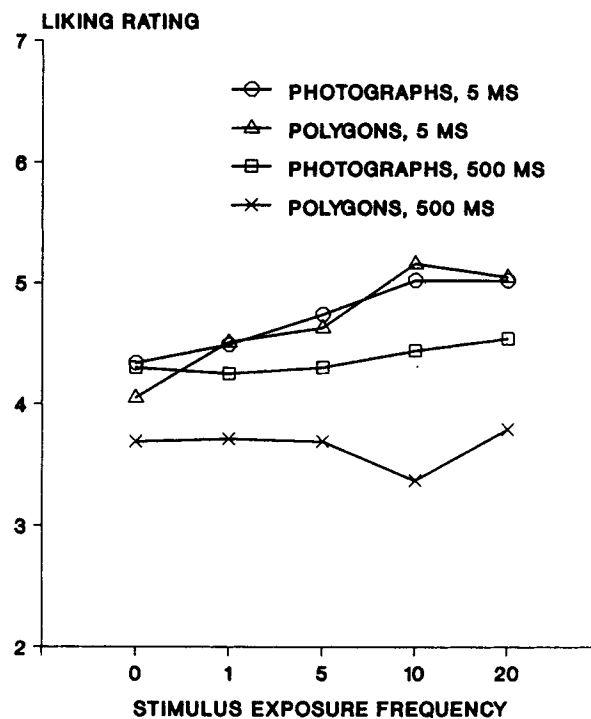 LIKING RATING
7
PHOTOGRAPHS, 5 MS
POLYGONS, 5 MS
6
PHOTOGRAPHS, 500 MS
POLYGONS, 500 MS
5
4
3
2
0 1 5 10 20
STIMULUS EXPOSURE FREQUENCY